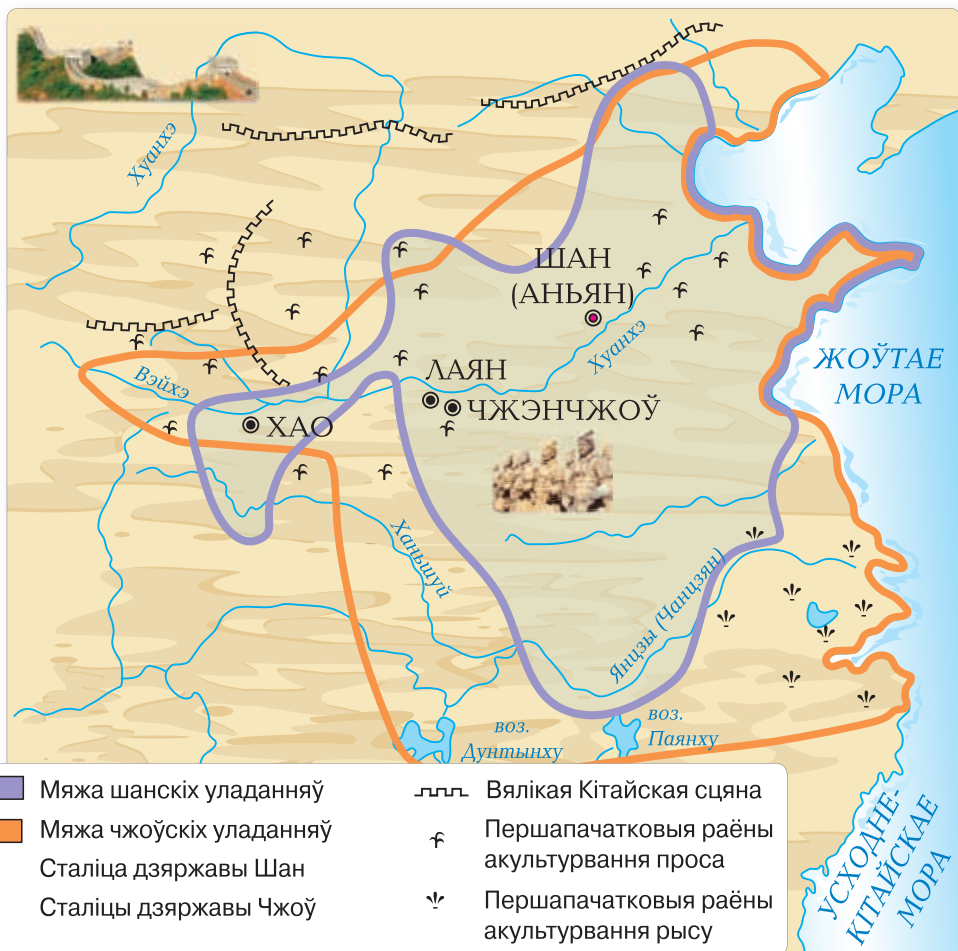 Хуанхэ
ШАН
(АНЬЯН)
Хуанхэ
ЖОЎТАЕ
МОРА
Вэйхэ
ЛАЯН
ЧЖЭНЧЖОЎ
ХАО
Ханьшуй
Янцзы (Чанцзян)
воз.
Дунтынху
воз.
Паянху
УСХОДНЕ-
КІТАЙСКАЕ
МОРА
Мяжа шанскіх уладанняў
Мяжа чжоўскіх уладанняў
Сталіца дзяржавы Шан
Сталіцы дзяржавы Чжоў
Вялікая Кітайская сцяна
Першапачатковыя раёны
акультурвання проса
Першапачатковыя раёны
акультурвання рысу